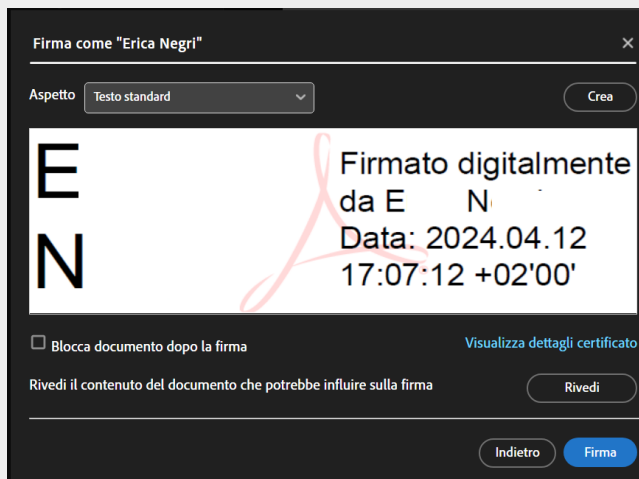 Firma come "Erica Negri"
Aspetto Testo standard Crea
E
N
Firmato digitalmente
da E N
Data: 2024.04.12
17:07:12 +02'00'
Blocca documento dopo la firma
Visualizza dettagli certificato
Rivedi il contenuto del documento che potrebbe influire sulla firma Rivedi
Indietro Firma